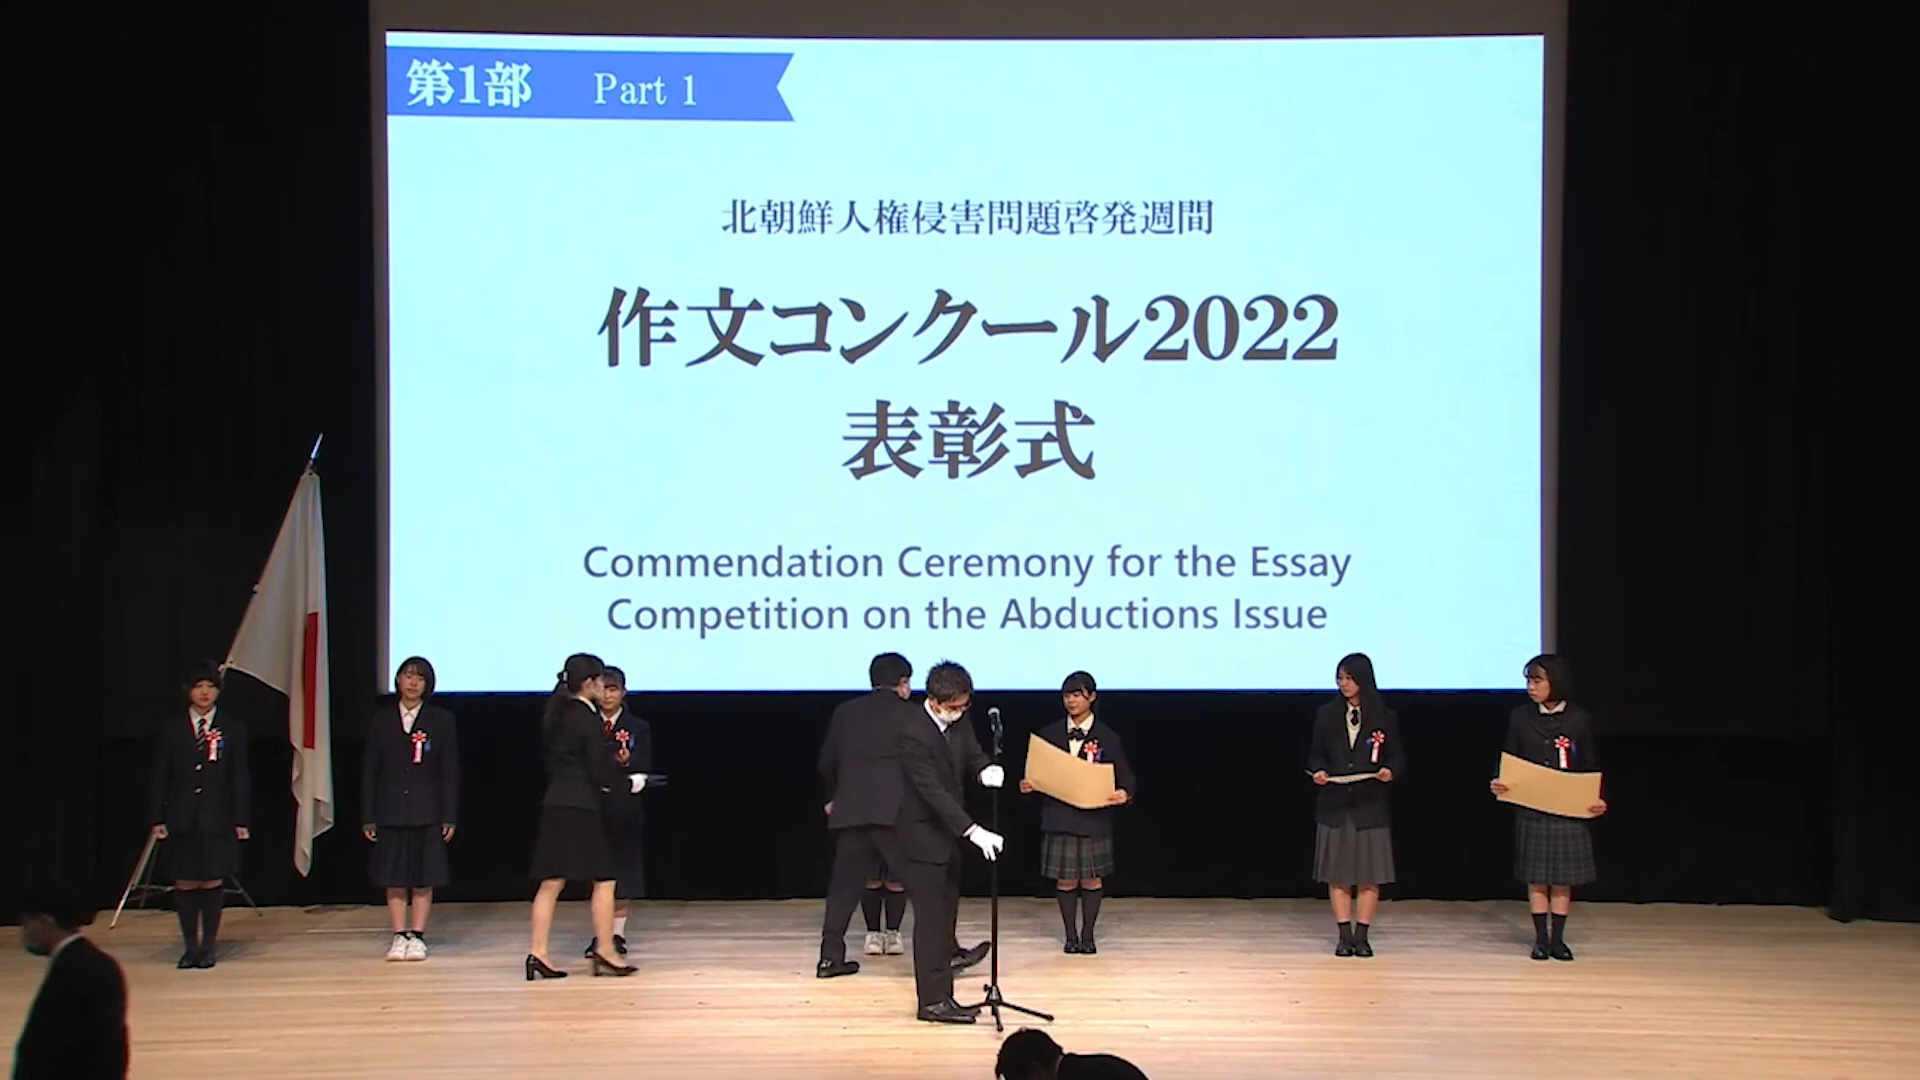 第1部 Part 1
北朝鮮人権侵害問題啓発週間
作文コンクール2022
表彰式
Commendation Ceremony for the Essay
Competition on the Abductions Issue